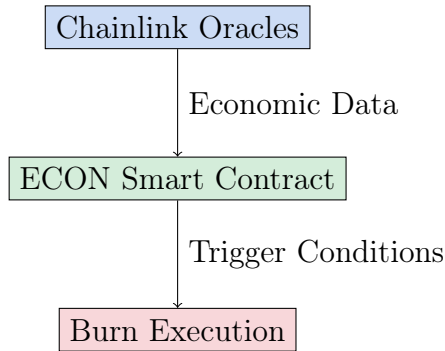 Chainlink Oracles
Economic Data
ECON Smart Contract
Trigger Conditions
Burn Execution